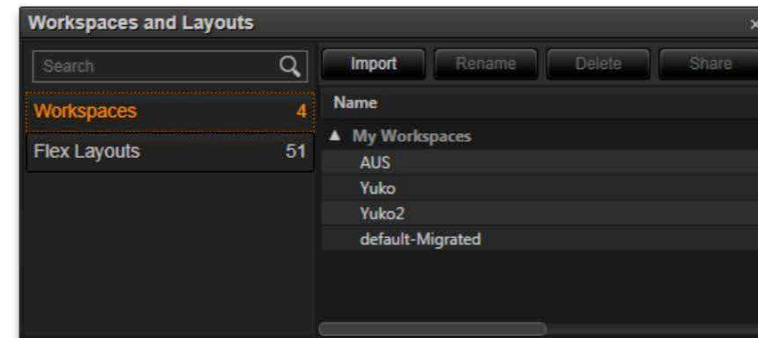 Workspaces and Layouts
Search
Workspaces 4
Flex Layouts 51
Import Rename Delete Share
Name
My Workspaces
AUS
Yuko
Yuko2
default-Migrated